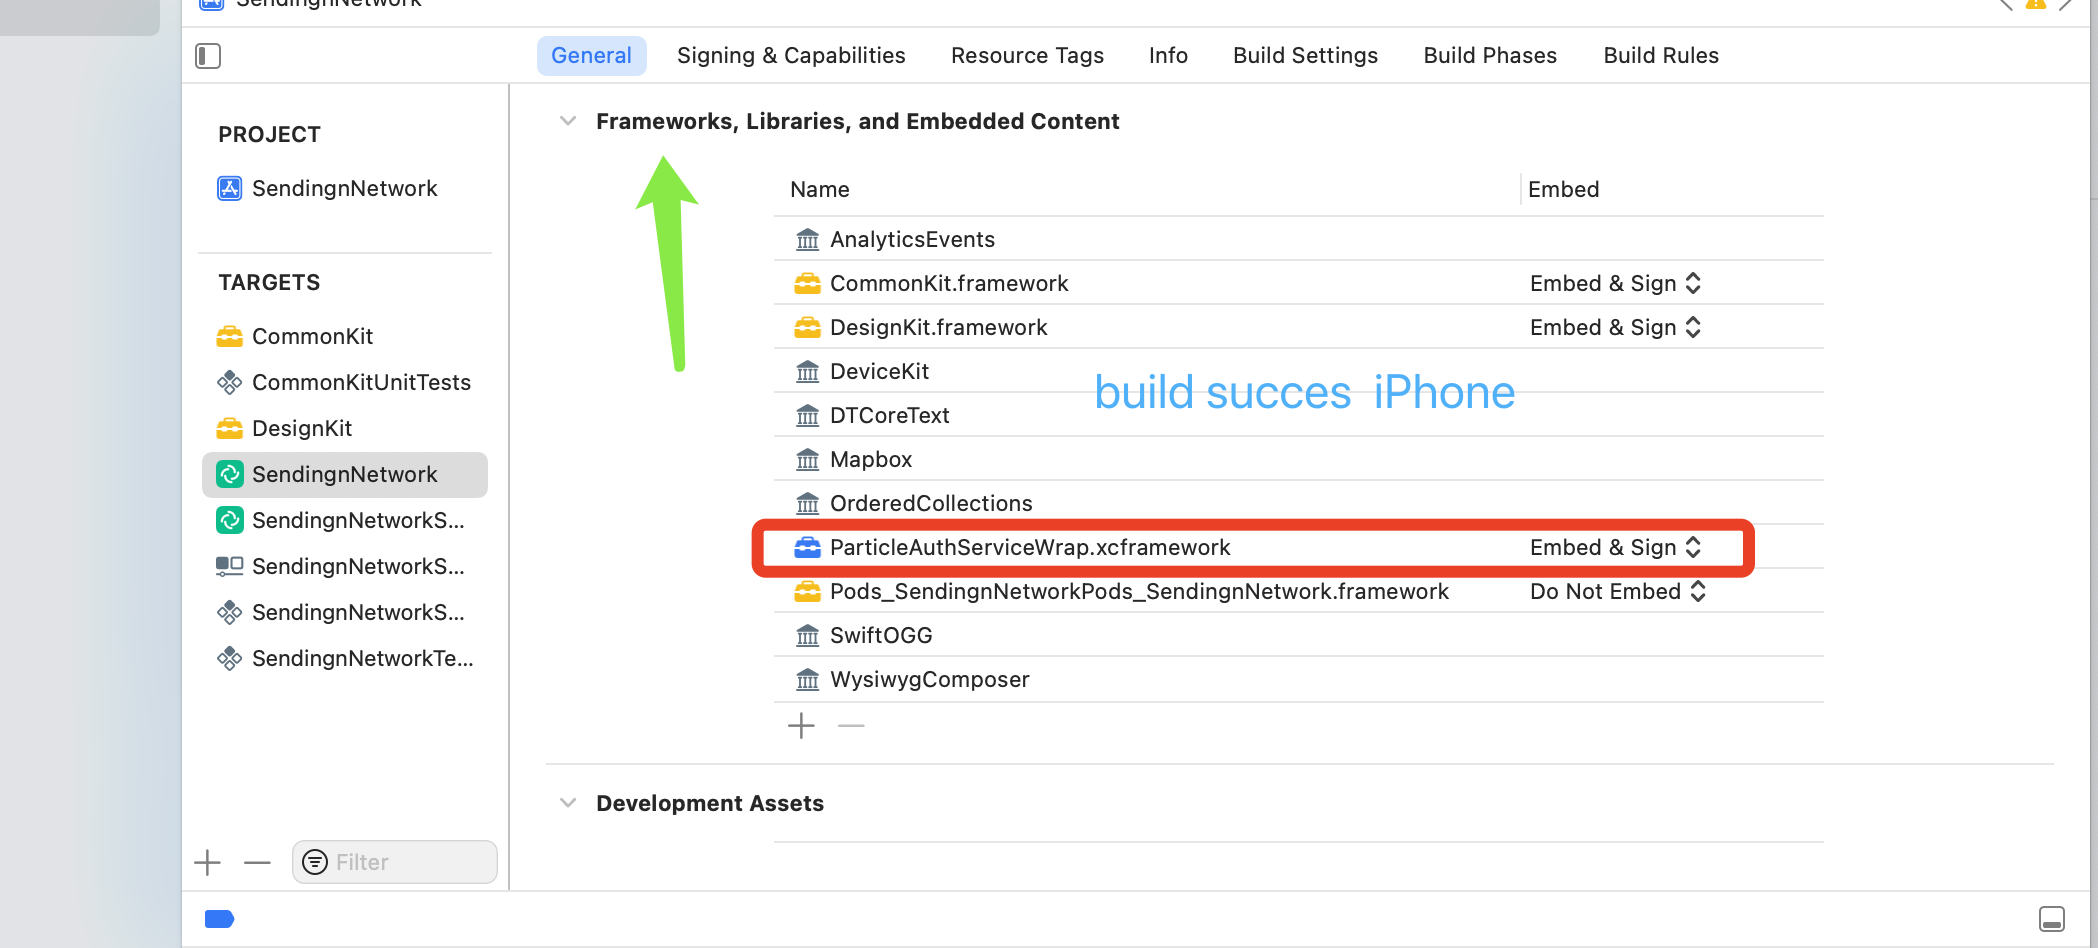 SendingnNetwork
General Signing & Capabilities Resource Tags Info Build Settings Build Phases Build Rules
PROJECT
SendingnNetwork
TARGETS
CommonKit
CommonKitUnitTests
DesignKit
SendingnNetwork
SendingnNetworkS...
SendingnNetworkS...
SendingnNetworkS...
SendingnNetworkTe...
Filter
Frameworks, Libraries, and Embedded Content
Name Embed
AnalyticsEvents
CommonKit.framework Embed & Sign
DesignKit.framework Embed & Sign
DeviceKit
build succes iPhone
DTCoreText
Mapbox
OrderedCollections
ParticleAuthServiceWrap.xcframework Embed & Sign
Pods_SendingnNetworkPods_SendingnNetwork.framework Do Not Embed
SwiftOGG
WysiwygComposer
Development Assets